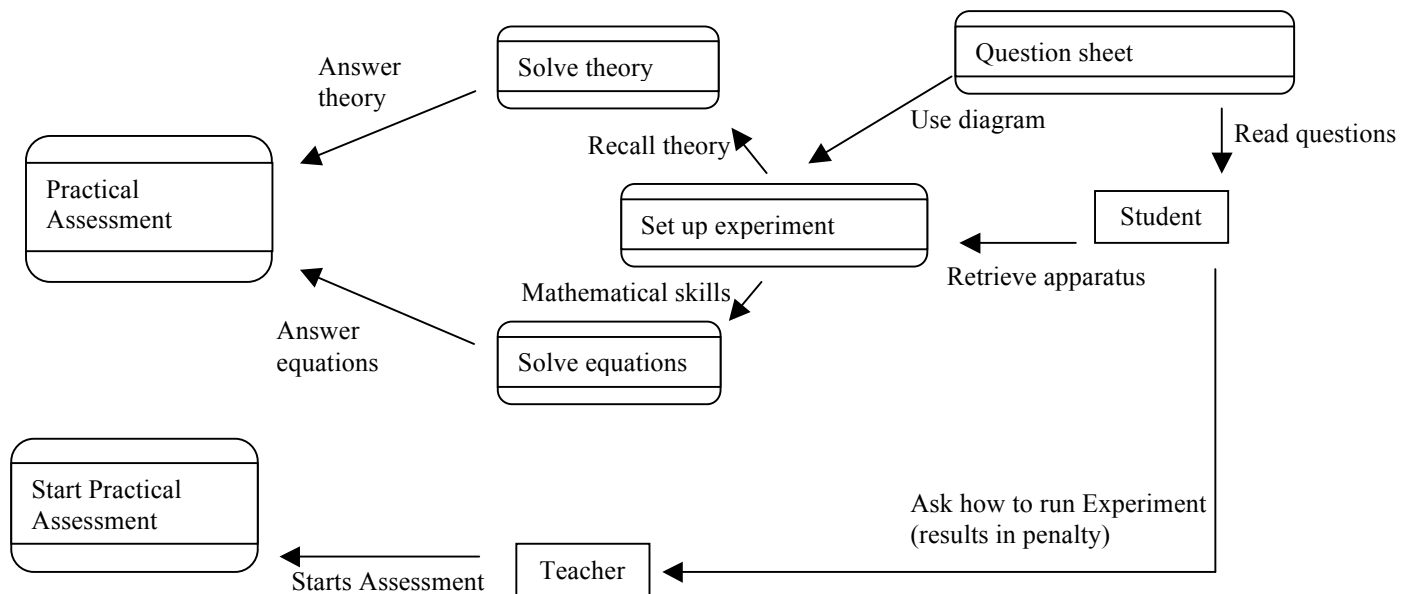 Answer
theory
Solve theory
Question sheet
Use diagram
Read questions
Recall theory
Practical
Assessment
Set up experiment
Student
Retrieve apparatus
Mathematical skills
Answer
equations
Solve equations
Start Practical
Assessment
Ask how to run Experiment
(results in penalty)
Starts Assessment
Teacher